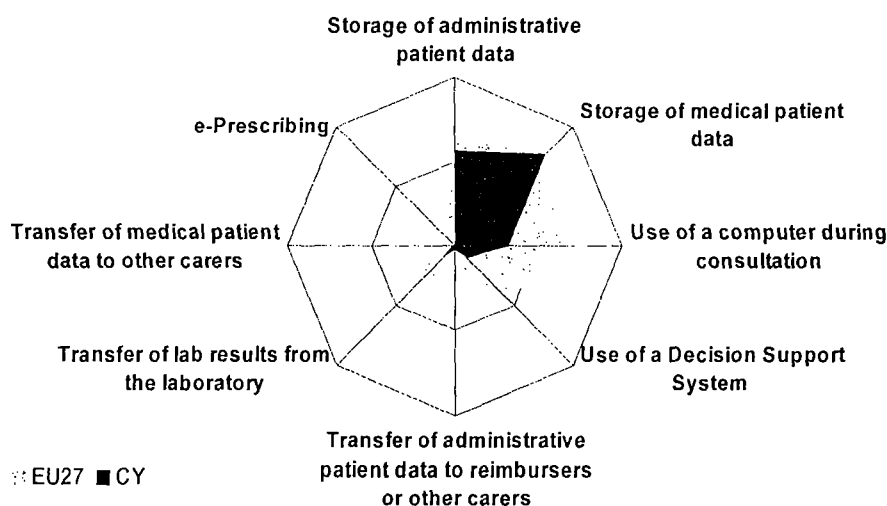 Storage of administrative
patient data
Storage of medical patient
data
e-Prescribing
Transfer of medical patient
data to other carers
Use of a computer during
consultation
Transfer of lab results from
the laboratory
Use of a Decision Support
System
Transfer of administrative
patient data to reimbursers
or other carers
EU27 CY